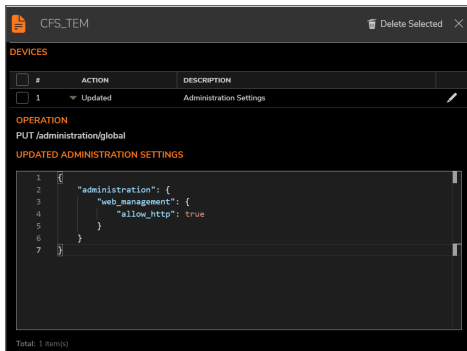 CFS_TEM
Delete Selected
DEVICES
# ACTION DESCRIPTION
1 Updated Administration Settings
OPERATION
PUT /administration/global
UPDATED ADMINISTRATION SETTINGS
1 {
2 "administration": {
3 "web_management": {
4 "allow_http": true
5 }
6 }
7 }
Total: 1 item(s)